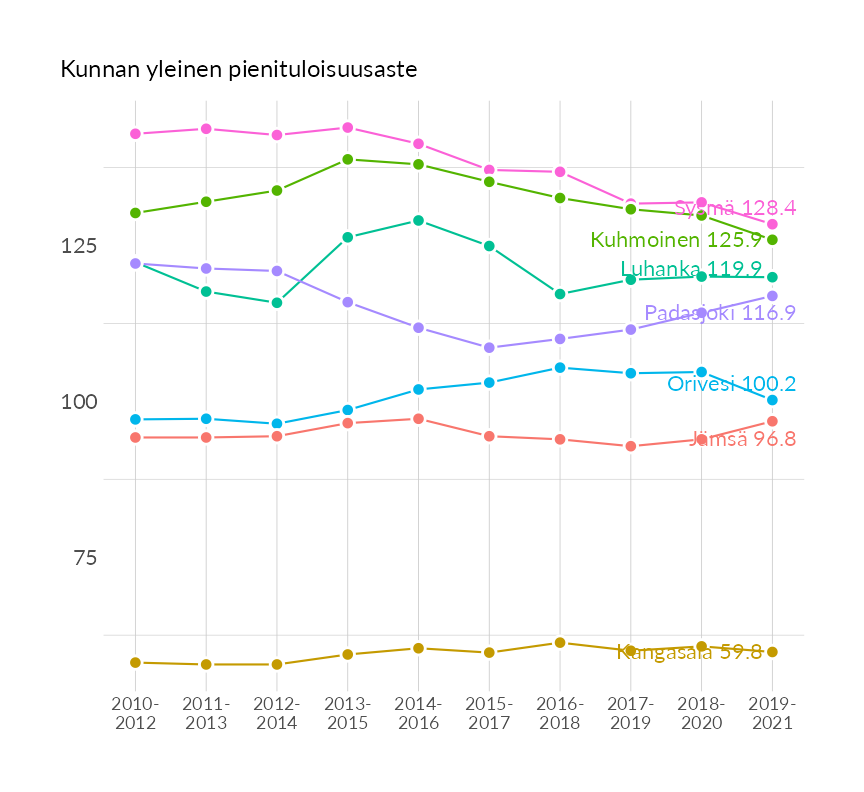 Kunnan yleinen pienituloisuusaste
Sysmä 128.4
Kuhmoinen 125.9
125
Luhanka 119.9
Padasjoki 116.9
Orivesi 100.2
100
Jämsä 96.8
75
Kangasala 59.8
2010- 2011- 2012- 2013- 2014- 2015- 2016- 2017- 2018- 2019-
2012 2013 2014 2015 2016 2017 2018 2019 2020 2021